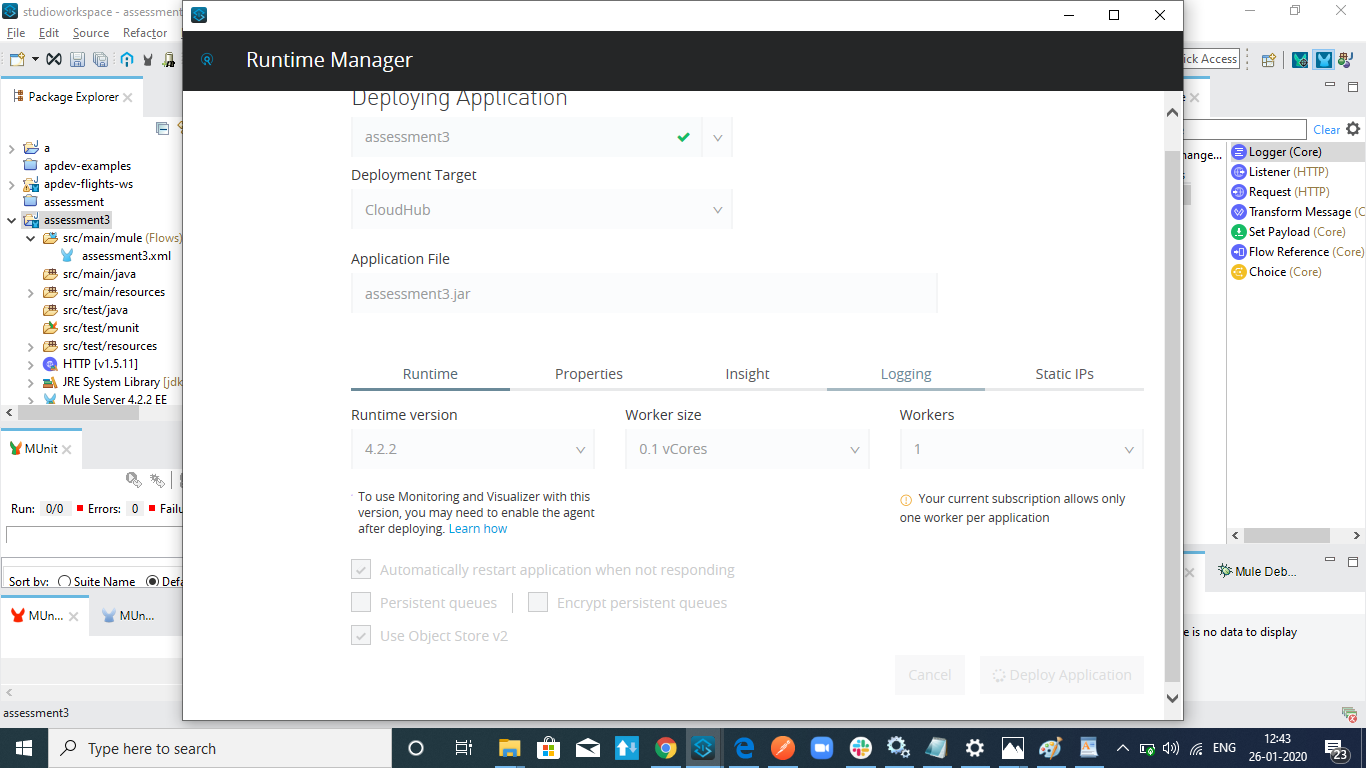 studioworkspace - assessment
File Edit Source Refactor
Quick Access
Runtime Manager
Package Explorer
a
apdev-examples
apdev-flights-ws
assessment
assessment3
src/main/mule (Flows)
assessment3.xml
src/main/java
src/main/resources
src/test/java
src/test/munit
src/test/resources
HTTP [v1.5.11]
JRE System Library [jdk
Mule Server 4.2.2 EE
MUnit
Run: 0/0 Errors: 0 Failu
Sort by: Suite Name Defa
MUn... MUn...
assessment3
Deploying Application
assessment3
Deployment Target
CloudHub
Application File
assessment3.jar
Runtime Properties Insight Logging Static IPs
Runtime version Worker size Workers
4.2.2 0.1 vCores 1
To use Monitoring and Visualizer with this
version, you may need to enable the agent
after deploying. Learn how
Your current subscription allows only
one worker per application
Automatically restart application when not responding
Persistent queues Encrypt persistent queues
Use Object Store v2
Cancel Deploy Application
Clear
hange...
Logger (Core)
Listener (HTTP)
Request (HTTP)
Transform Message (C
Set Payload (Core)
Flow Reference (Core)
Choice (Core)
Mule Deb...
e is no data to display
Type here to search
ENG
12:43
26-01-2020
23